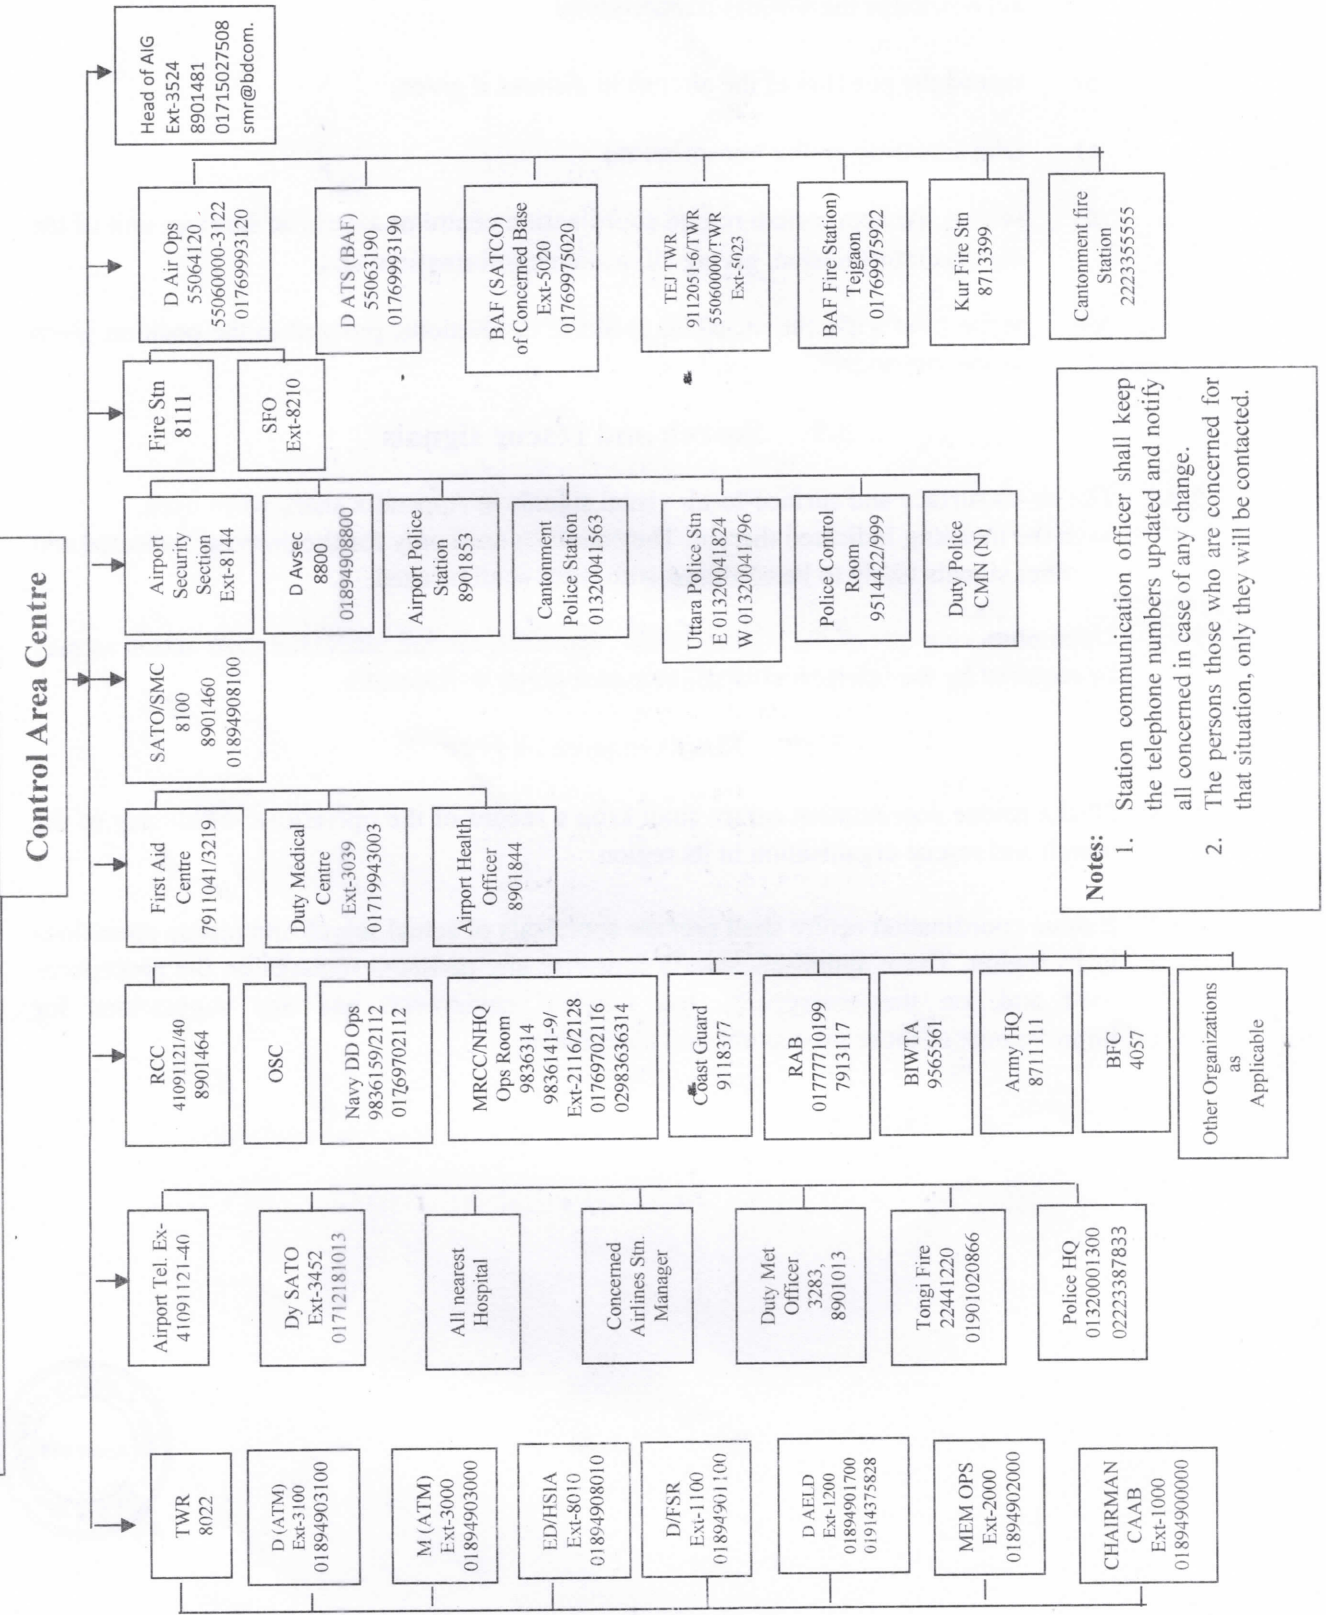 Control Area Centre
TWR
8022
D (ATM)
Ext-3100
01894903100
M (ATM)
Ext-3000
01894903000
ED/HSIA
Ext-8010
01894908010
D/FSR
Ext-1100
01894901100
D AELD
Ext-1200
01894901700
01914375828
MEM OPS
Ext-2000
01894902000
CHAIRMAN
CAAB
Ext-1000
01894900000
Airport Tel. Ex-
41091121-40
Dy SATO
Ext-3452
01712181013
All nearest
Hospital
Concerned
Airlines Stn.
Manager
Duty Met
Officer
3283,
8901013
Tongi Fire
22441220
01901020866
Police HQ
01320001300
02223387833
RCC
41091121/40
8901464
OSC
Navy DD Ops
9836159/2112
01769702112
MRCC/NHQ
Ops Room
9836314
9836141-9/
Ext-2116/2128
01769702116
02983636314
Coast Guard
9118377
RAB
01777710199
7913117
BIWTA
9565561
Army HQ
8711111
BFC
4057
Other Organizations
as
Applicable
First Aid
Centre
7911041/3219
Duty Medical
Centre
Ext-3039
01719943003
Airport Health
Officer
8901844
SATO/SMC
8100
8901460
01894908100
Airport
Security
Section
Ext-8144
D Avsec
8800
01894908800
Airport Police
Station
8901853
Cantonment
Police Station
01320041563
Uttara Police Stn
E 01320041824
W 01320041796
Police Control
Room
9514422/999
Duty Police
CMN (N)
Fire Stn
8111
SFO
Ext-8210
D Air Ops
55064120
55060000-3122
01769993120
D ATS (BAF)
55063190
01769993190
BAF (SATCO)
of Concerned Base
Ext-5020
01769975020
TEJ TWR
9112051-6/TWR
55060000/TWR
Ext-5023
BAF Fire Station)
Tejgaon
01769975922
Kur Fire Stn
8713399
Cantonment fire
Station
2223355555
Head of AIG
Ext-3524
8901481
01715027508
smr@bdcom.
Notes:
1. Station communication officer shall keep
the telephone numbers updated and notify
all concerned in case of any change.
2. The persons those who are concerned for
that situation, only they will be contacted.